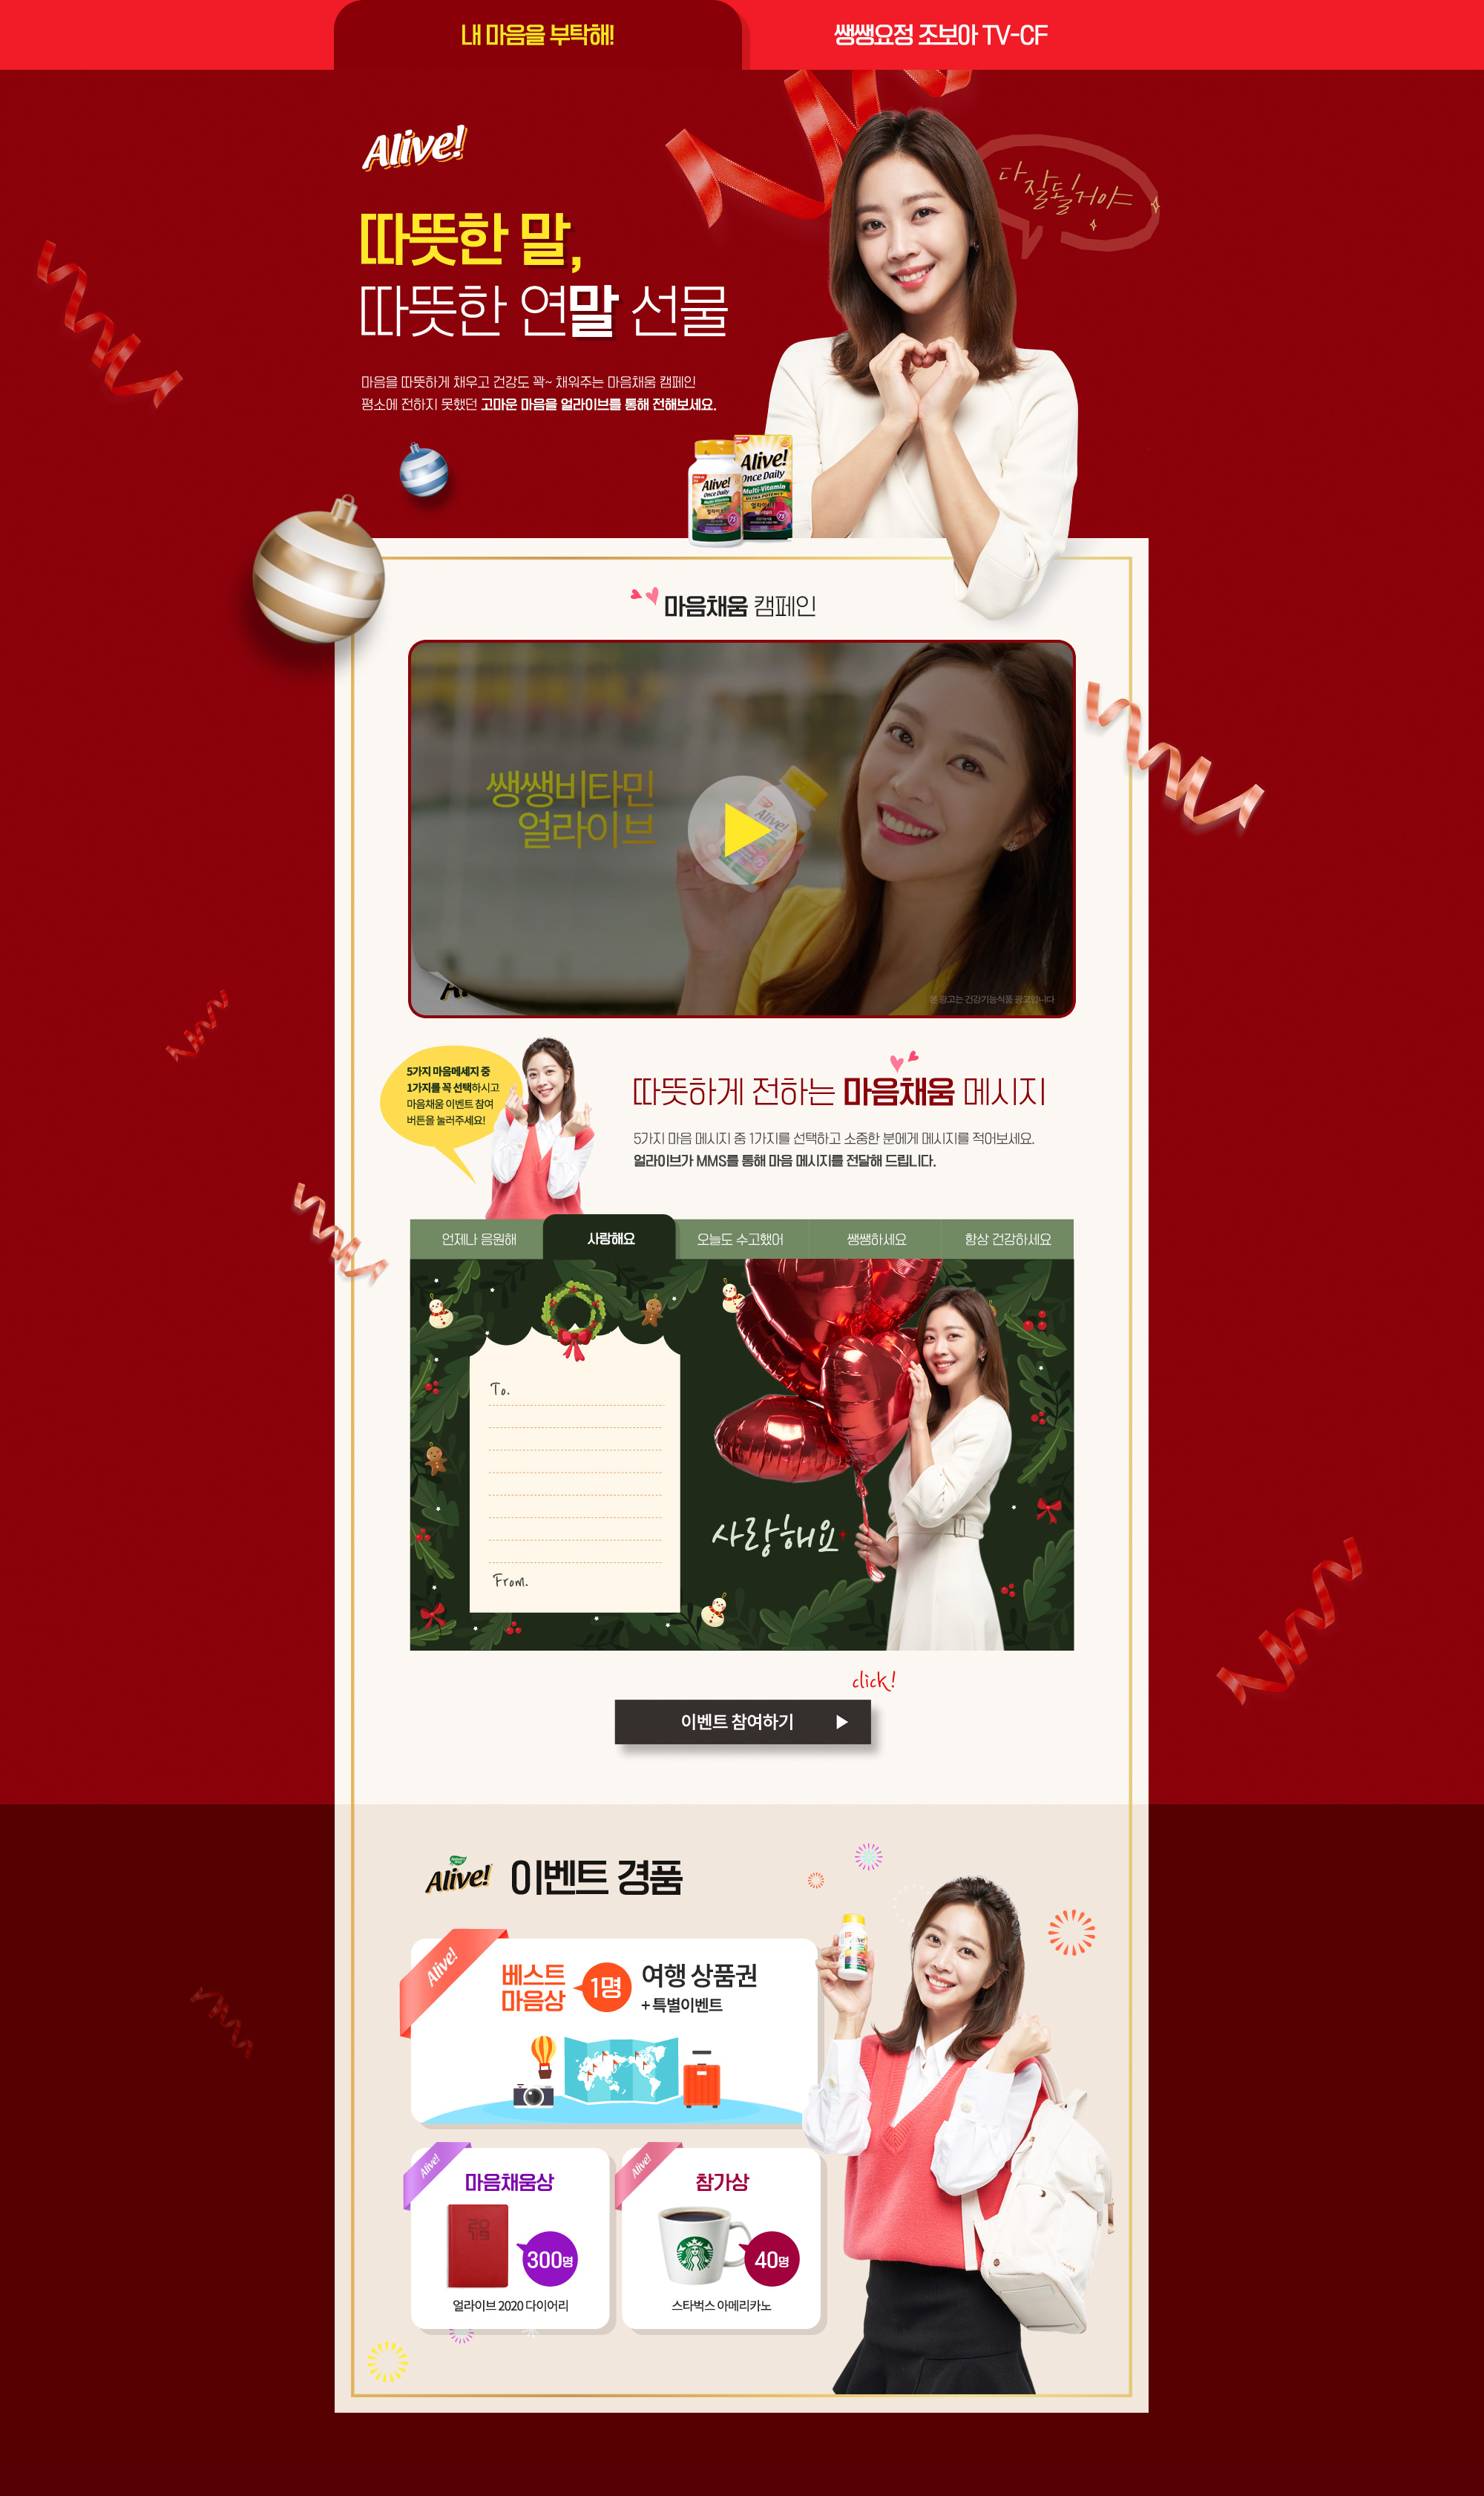 내 마음을 부탁해!
쌩쌩요정 조보아 TV-CF
Alive!
다 잘될거야
따뜻한 말,
따뜻한 연말 선물
마음을 따뜻하게 채우고 건강도 꽉~ 채워주는 마음채움 캠페인
평소에 전하지 못했던 고마운 마음을 얼라이브를 통해 전해보세요.
Alive!
Once Daily
Multi-Vitamin
Alive!
Once Daily
Multi-Vitamin
ULTRA POTENCY
얼라이브
마음채움 캠페인
쌩쌩비타민
얼라이브
Alive!
본 광고는 건강기능식품 광고입니다
5가지 마음메세지 중
1가지를 꼭 선택하시고
마음채움 이벤트 참여
버튼을 눌러주세요!
따뜻하게 전하는 마음채움 메시지
5가지 마음 메시지 중 1가지를 선택하고 소중한 분에게 메시지를 적어보세요.
얼라이브가 MMS를 통해 마음 메시지를 전달해 드립니다.
언제나 응원해
사랑해요
오늘도 수고했어
쌩쌩하세요
항상 건강하세요
To.
From.
사랑해요
click!
이벤트 참여하기
Alive! 이벤트 경품
Alive!
베스트
마음상
1명
여행 상품권
+ 특별이벤트
Alive!
마음채움상
2019
300명
얼라이브 2020 다이어리
Alive!
참가상
40명
스타벅스 아메리카노